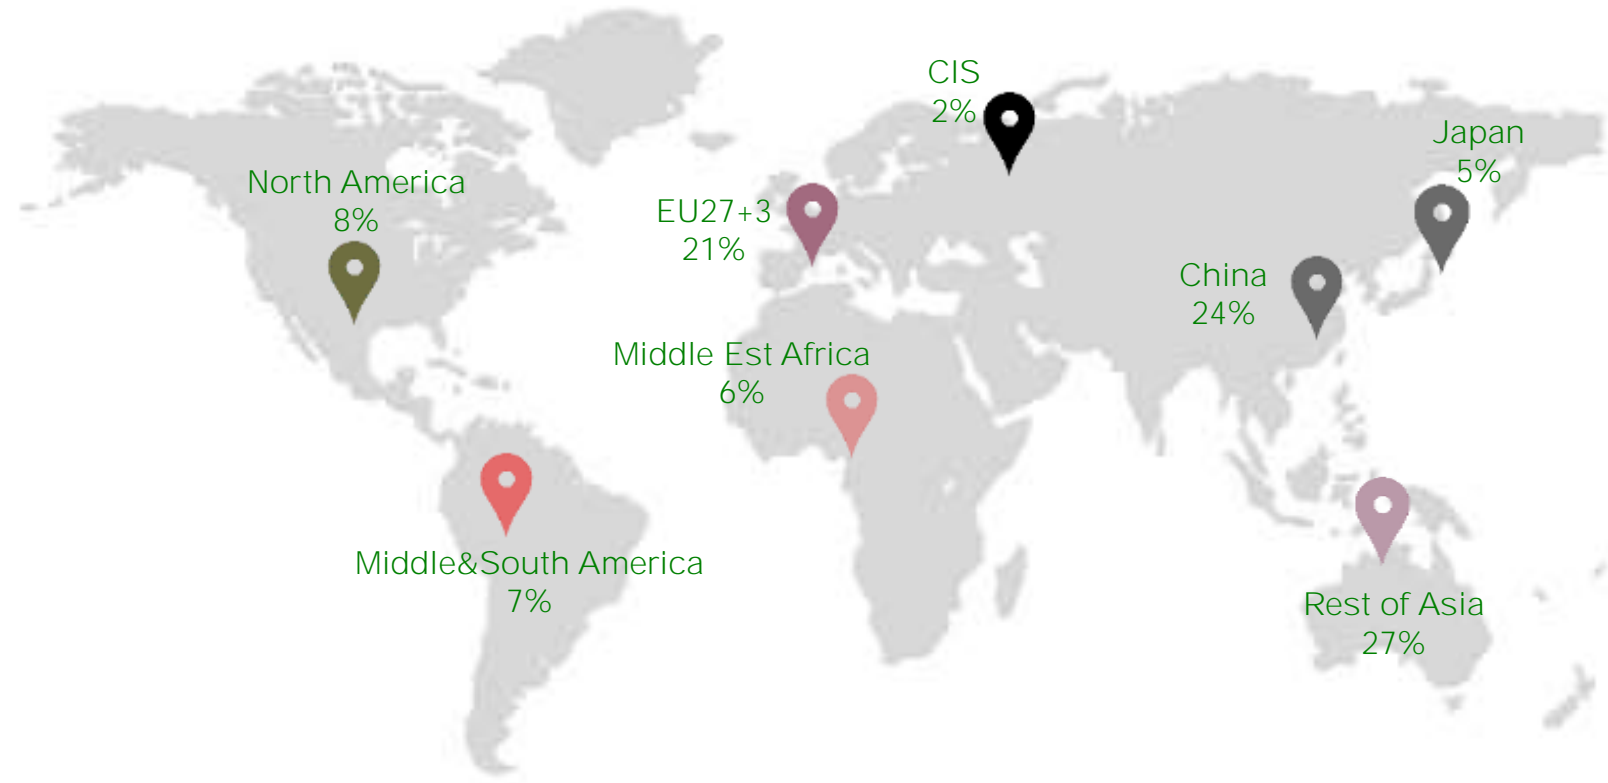 CIS
2%
Japan
5%
North America
8%
EU27+3
21%
China
24%
Middle Est Africa
6%
Middle&South America
7%
Rest of Asia
27%